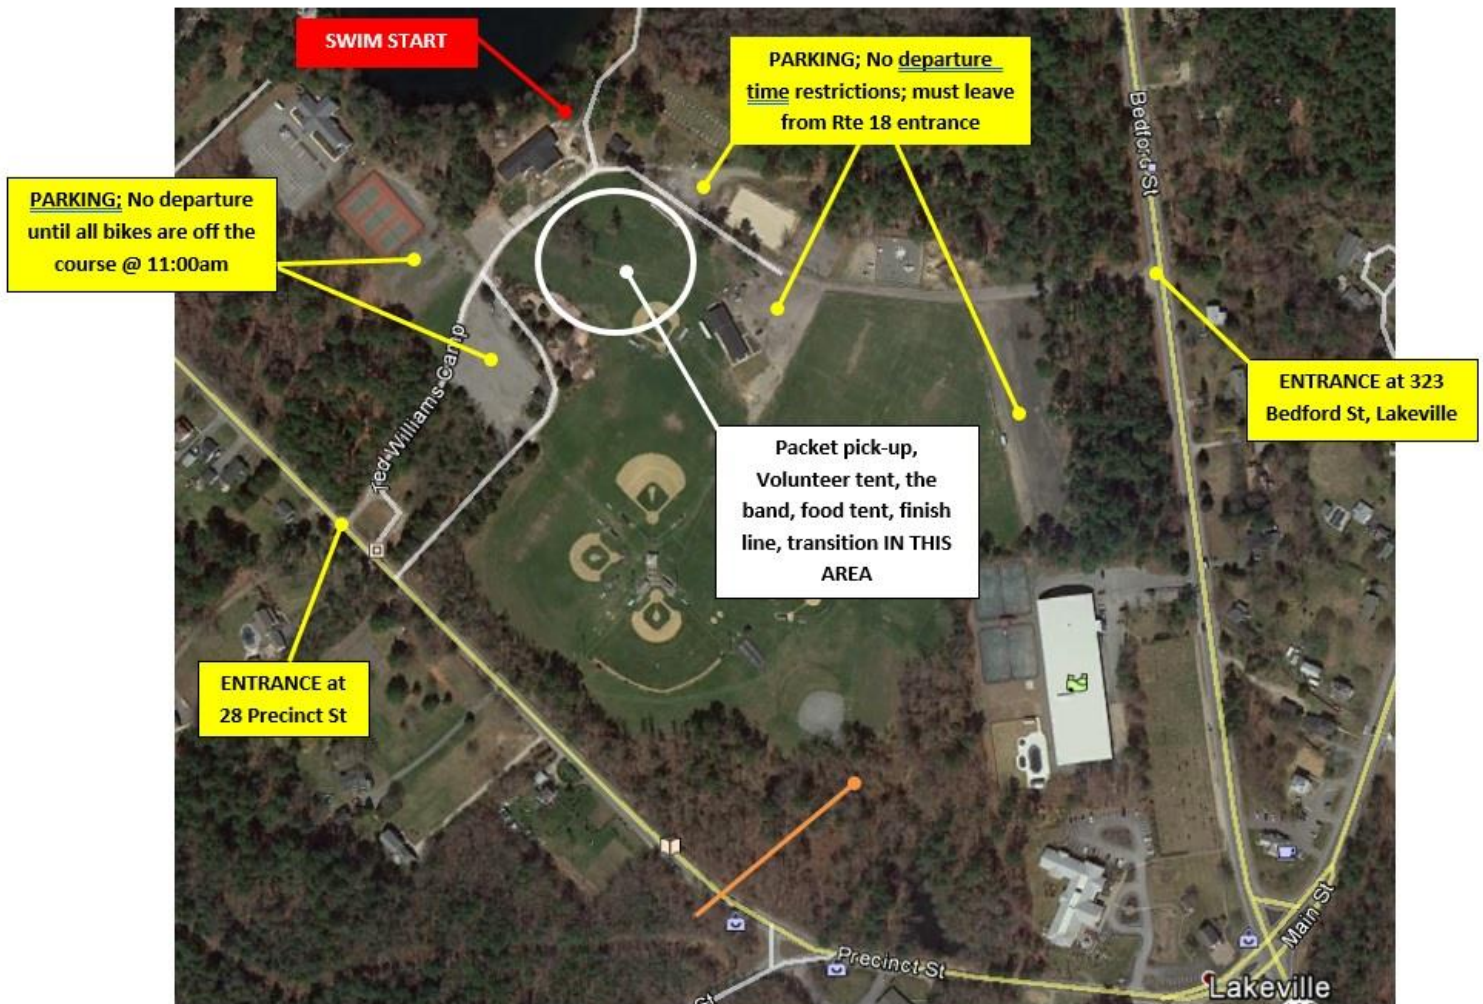 SWIM START
PARKING; No departure
time restrictions; must leave
from Rte 18 entrance
Bedford St
PARKING; No departure
until all bikes are off the
course @ 11:00am
Ted Williams Camp
ENTRANCE at 323
Bedford St, Lakeville
Packet pick-up,
Volunteer tent, the
band, food tent, finish
line, transition IN THIS
AREA
ENTRANCE at
28 Precinct St
Main St
Precinct St
Lakeville
St